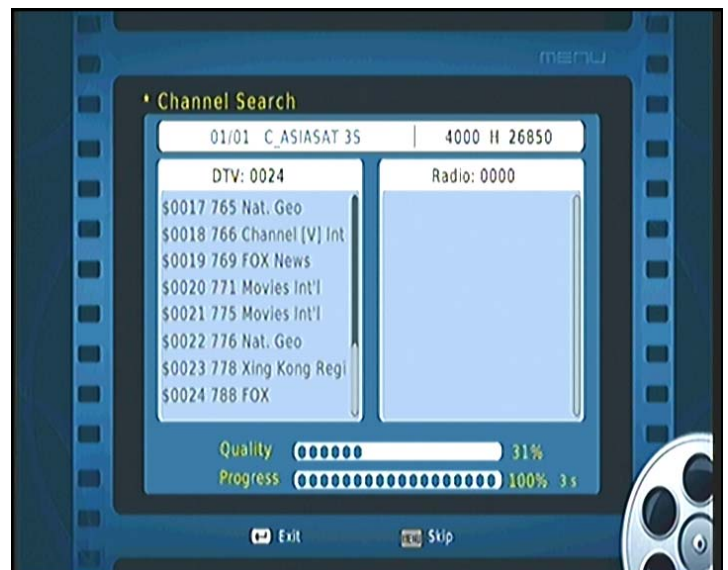 MENU
* Channel Search
01/01 C_ASIASAT 3S | 4000 H 26850
DTV: 0024
$0017 765 Nat. Geo
$0018 766 Channel [V] Int
$0019 769 FOX News
$0020 771 Movies Int'l
$0021 775 Movies Int'l
$0022 776 Nat. Geo
$0023 778 Xing Kong Regi
$0024 788 FOX
Radio: 0000
Quality 31%
Progress 100% 3 s
Exit
MENU Skip